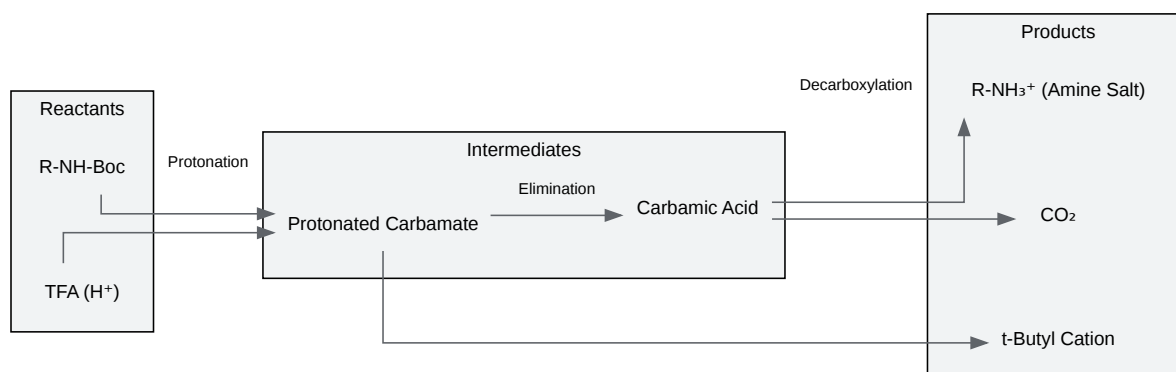 Reactants
R-NH-Boc
TFA (H⁺)
Protonation
Intermediates
Protonated Carbamate
Elimination
Carbamic Acid
Decarboxylation
Products
R-NH₃⁺ (Amine Salt)
CO₂
t-Butyl Cation